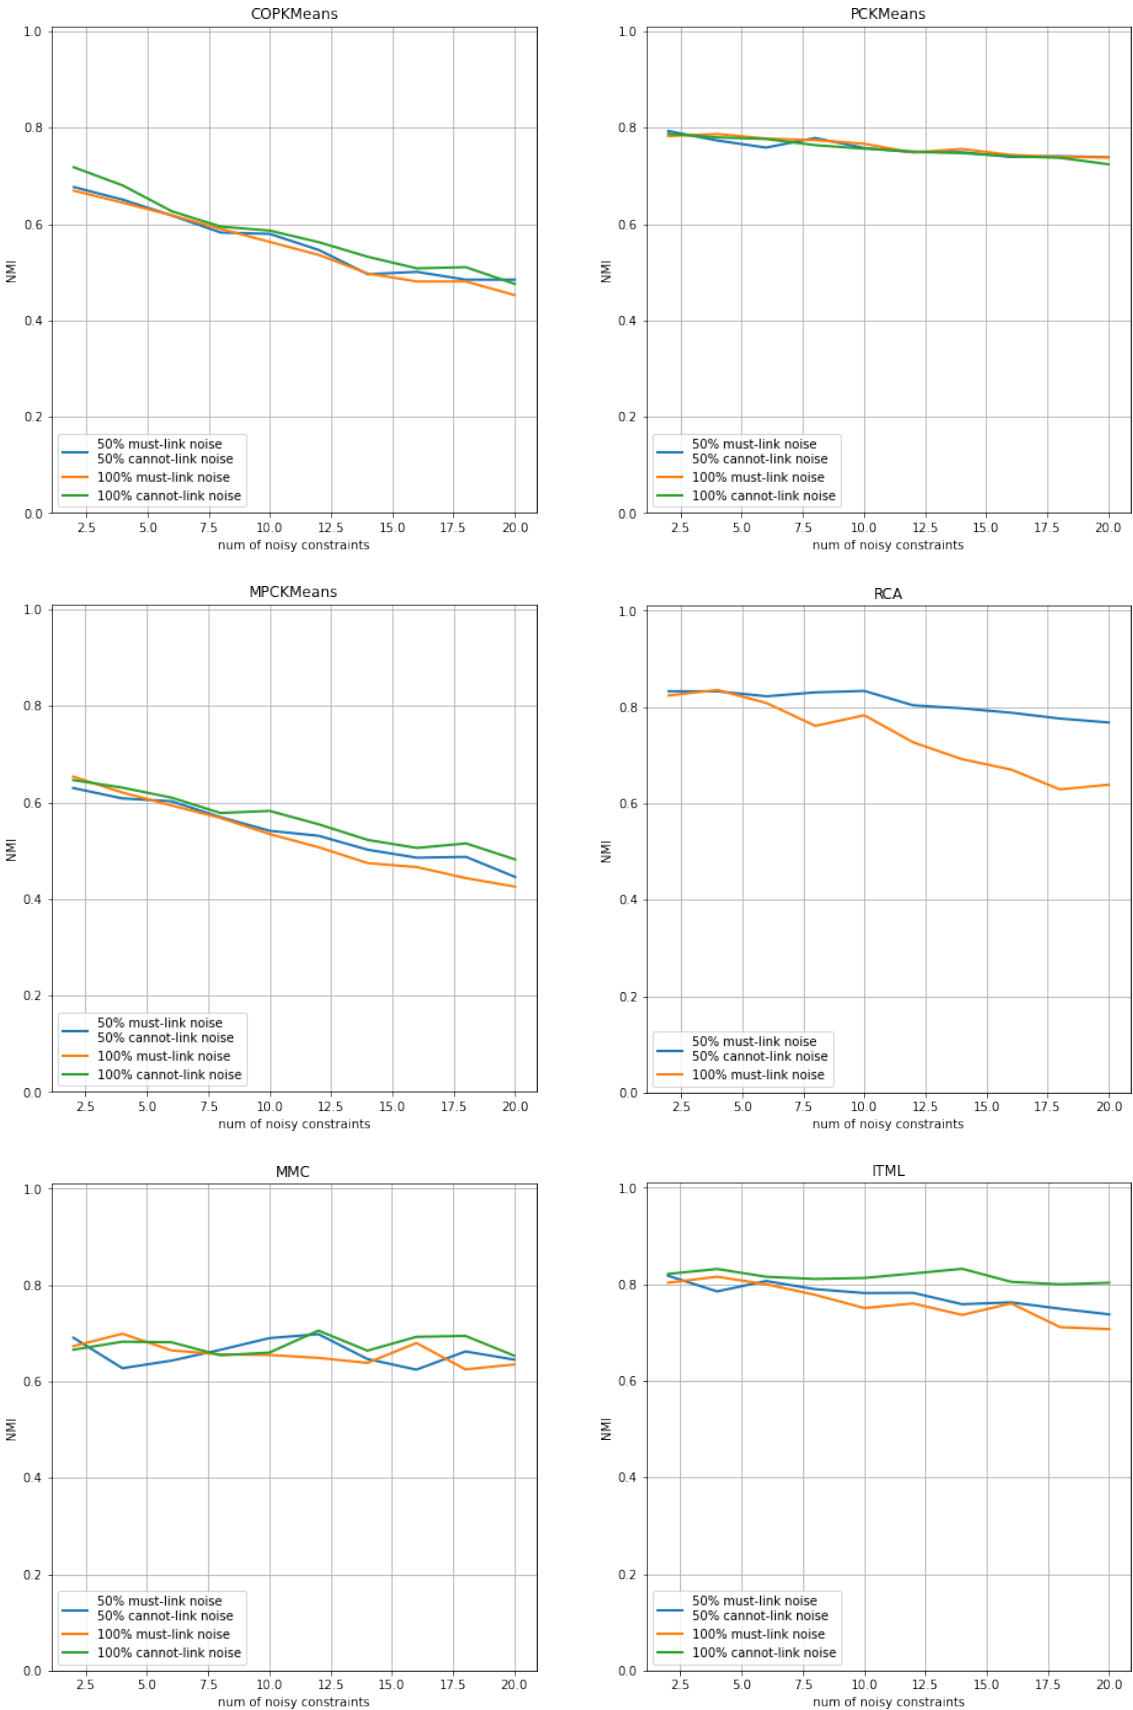 COPKMeans
1.0
0.8
0.6
0.4
0.2
0.0
NMI
50% must-link noise
50% cannot-link noise
100% must-link noise
100% cannot-link noise
2.5 5.0 7.5 10.0 12.5 15.0 17.5 20.0
num of noisy constraints
PCKMeans
1.0
0.8
0.6
0.4
0.2
0.0
NMI
50% must-link noise
50% cannot-link noise
100% must-link noise
100% cannot-link noise
2.5 5.0 7.5 10.0 12.5 15.0 17.5 20.0
num of noisy constraints
MPCKMeans
1.0
0.8
0.6
0.4
0.2
0.0
NMI
50% must-link noise
50% cannot-link noise
100% must-link noise
100% cannot-link noise
2.5 5.0 7.5 10.0 12.5 15.0 17.5 20.0
num of noisy constraints
RCA
1.0
0.8
0.6
0.4
0.2
0.0
NMI
50% must-link noise
50% cannot-link noise
100% must-link noise
2.5 5.0 7.5 10.0 12.5 15.0 17.5 20.0
num of noisy constraints
MMC
1.0
0.8
0.6
0.4
0.2
0.0
NMI
50% must-link noise
50% cannot-link noise
100% must-link noise
100% cannot-link noise
2.5 5.0 7.5 10.0 12.5 15.0 17.5 20.0
num of noisy constraints
ITML
1.0
0.8
0.6
0.4
0.2
0.0
NMI
50% must-link noise
50% cannot-link noise
100% must-link noise
100% cannot-link noise
2.5 5.0 7.5 10.0 12.5 15.0 17.5 20.0
num of noisy constraints